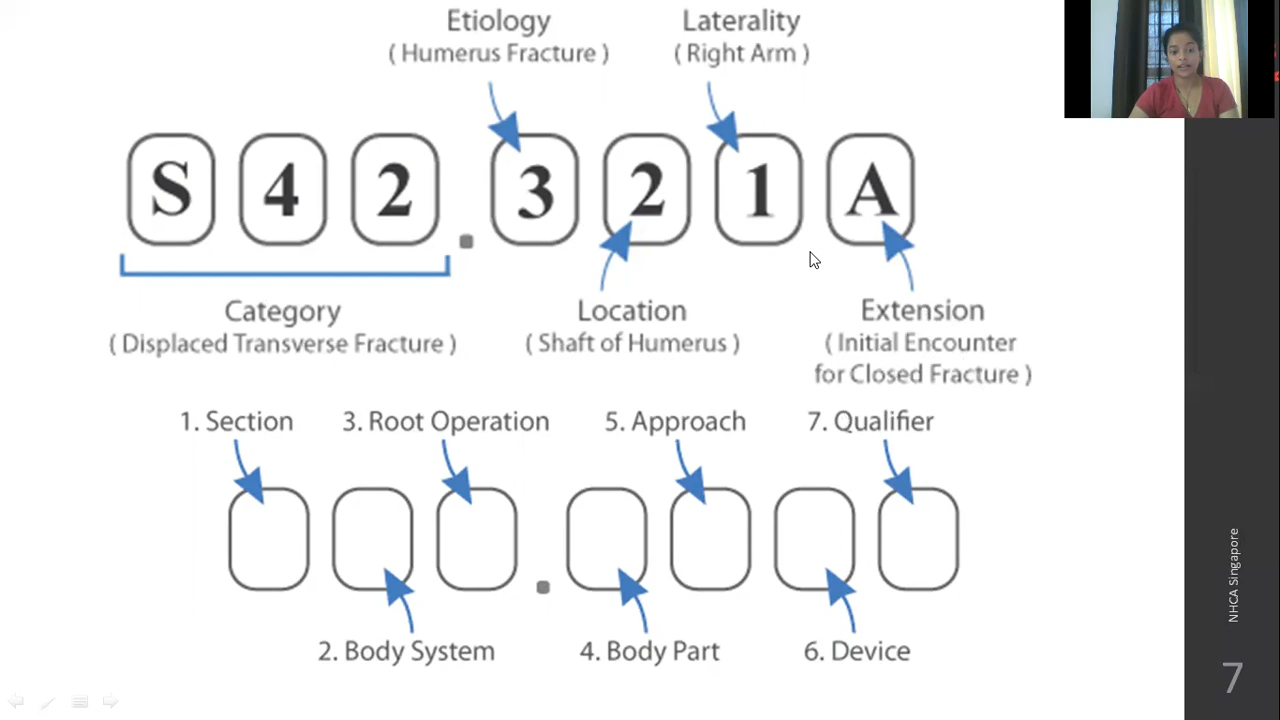 Etiology
( Humerus Fracture )
Laterality
( Right Arm )
S 4 2 . 3 2 1 A
Category
( Displaced Transverse Fracture )
Location
( Shaft of Humerus )
Extension
( Initial Encounter
for Closed Fracture )
1. Section
3. Root Operation
5. Approach
7. Qualifier
.
2. Body System
4. Body Part
6. Device
NHCA Singapore
7